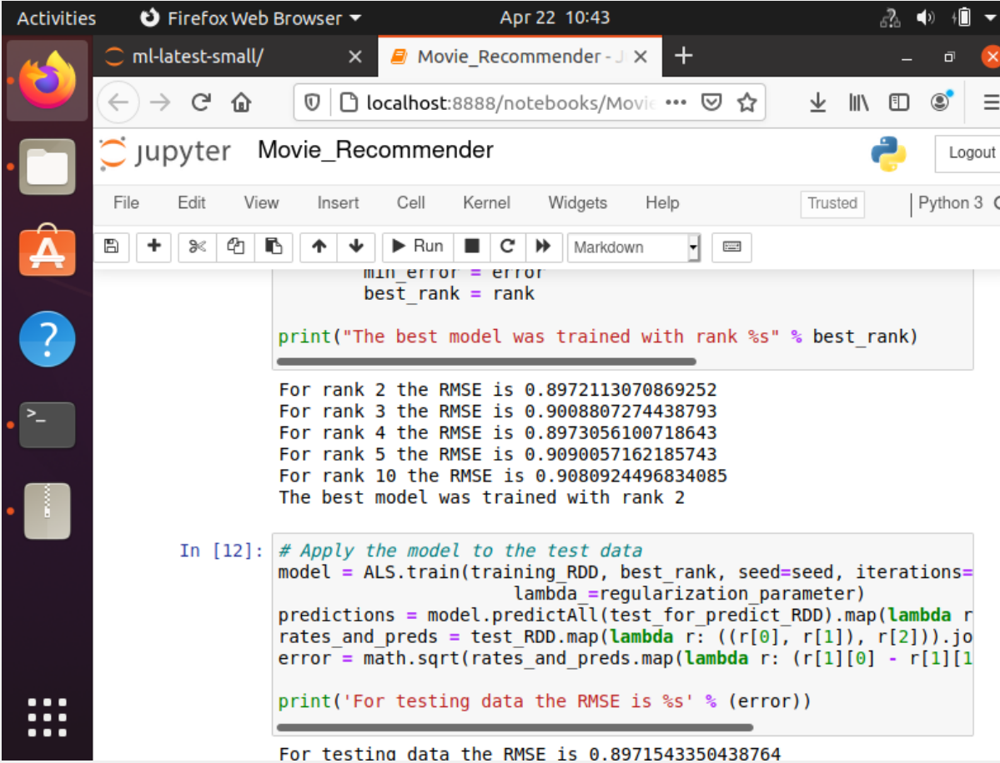 Activities Firefox Web Browser Apr 22 10:43
ml-latest-small/ Movie_Recommender - J
localhost:8888/notebooks/Movie
jupyter Movie_Recommender Logout
File Edit View Insert Cell Kernel Widgets Help Trusted Python 3
Run Markdown
min_error = error
best_rank = rank
print("The best model was trained with rank %s" % best_rank)
For rank 2 the RMSE is 0.8972113070869252
For rank 3 the RMSE is 0.9008807274438793
For rank 4 the RMSE is 0.8973056100718643
For rank 5 the RMSE is 0.9090057162185743
For rank 10 the RMSE is 0.9080924496834085
The best model was trained with rank 2
In [12]: # Apply the model to the test data
model = ALS.train(training_RDD, best_rank, seed=seed, iterations=
lambda_=regularization_parameter)
predictions = model.predictAll(test_for_predict_RDD).map(lambda r
rates_and_preds = test_RDD.map(lambda r: ((r[0], r[1]), r[2])).jo
error = math.sqrt(rates_and_preds.map(lambda r: (r[1][0] - r[1][1
print('For testing data the RMSE is %s' % (error))
For testing data the RMSE is 0.8971543350438764